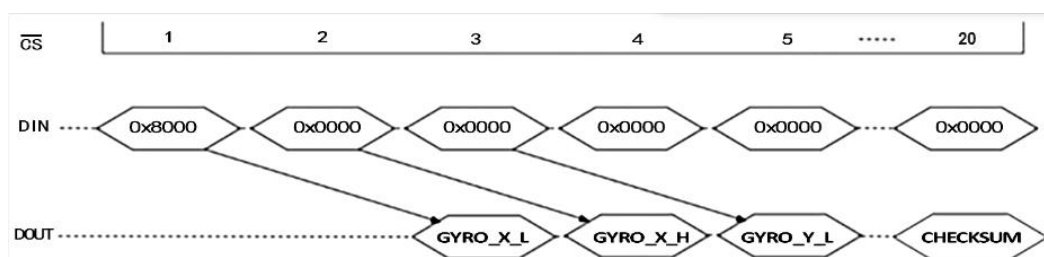 CS 1 2 3 4 5 ..... 20
DIN 0x8000 0x0000 0x0000 0x0000 0x0000 0x0000
DOUT GYRO_X_L GYRO_X_H GYRO_Y_L CHECKSUM